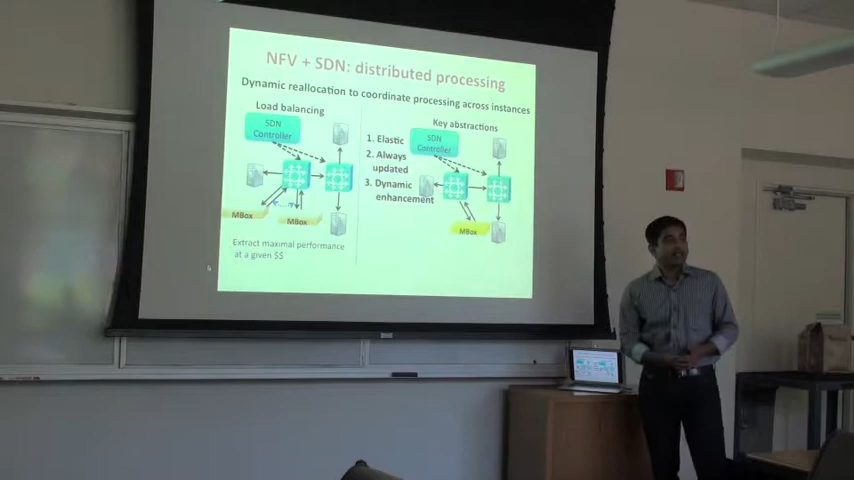 NFV + SDN: distributed processing
Dynamic reallocation to coordinate processing across instances
Load balancing
SDN
Controller
MBox
MBox
Extract maximal performance
at a given $$
Key abstractions
1. Elastic
2. Always
updated
3. Dynamic
enhancement
SDN
Controller
MBox